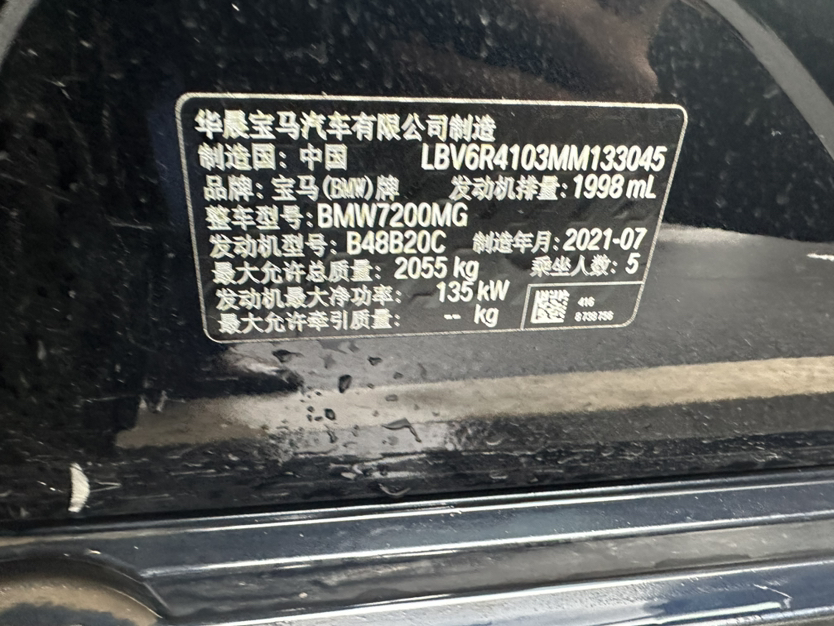 华晨宝马汽车有限公司制造
制造国：中国 LBV6R4103MM133045
品牌：宝马(BMW)牌 发动机排量：1998 mL
整车型号：BMW7200MG
发动机型号：B48B20C 制造年月：2021-07
最大允许总质量：2055 kg 乘坐人数：5
发动机最大净功率：135 kW
416
最大允许牵引质量：-- kg
8739756